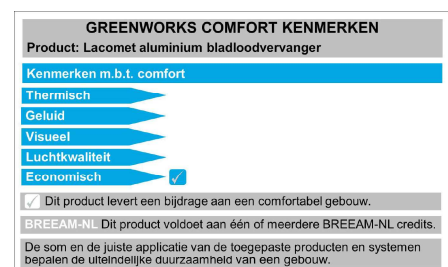 GREENWORKS COMFORT KENMERKEN
Product: Lacomet aluminium bladloodvervanger
Kenmerken m.b.t. comfort
Thermisch
Geluid
Visueel
Luchtkwaliteit
Economisch
Dit product levert een bijdrage aan een comfortabel gebouw.
BREEAM-NL Dit product voldoet aan één of meerdere BREEAM-NL credits.
De som en de juiste applicatie van de toegepaste producten en systemen
bepalen de uiteindelijke duurzaamheid van een gebouw.